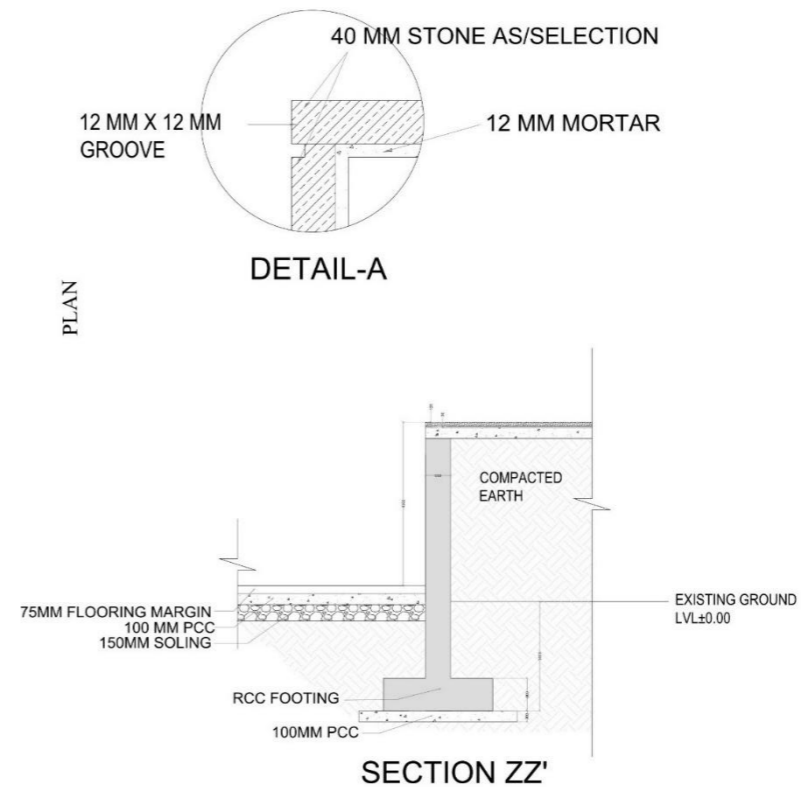 40 MM STONE AS/SELECTION
12 MM X 12 MM
GROOVE
12 MM MORTAR
DETAIL-A
PLAN
COMPACTED
EARTH
75MM FLOORING MARGIN
100 MM PCC
150MM SOLING
EXISTING GROUND
LVL±0.00
RCC FOOTING
100MM PCC
SECTION ZZ'